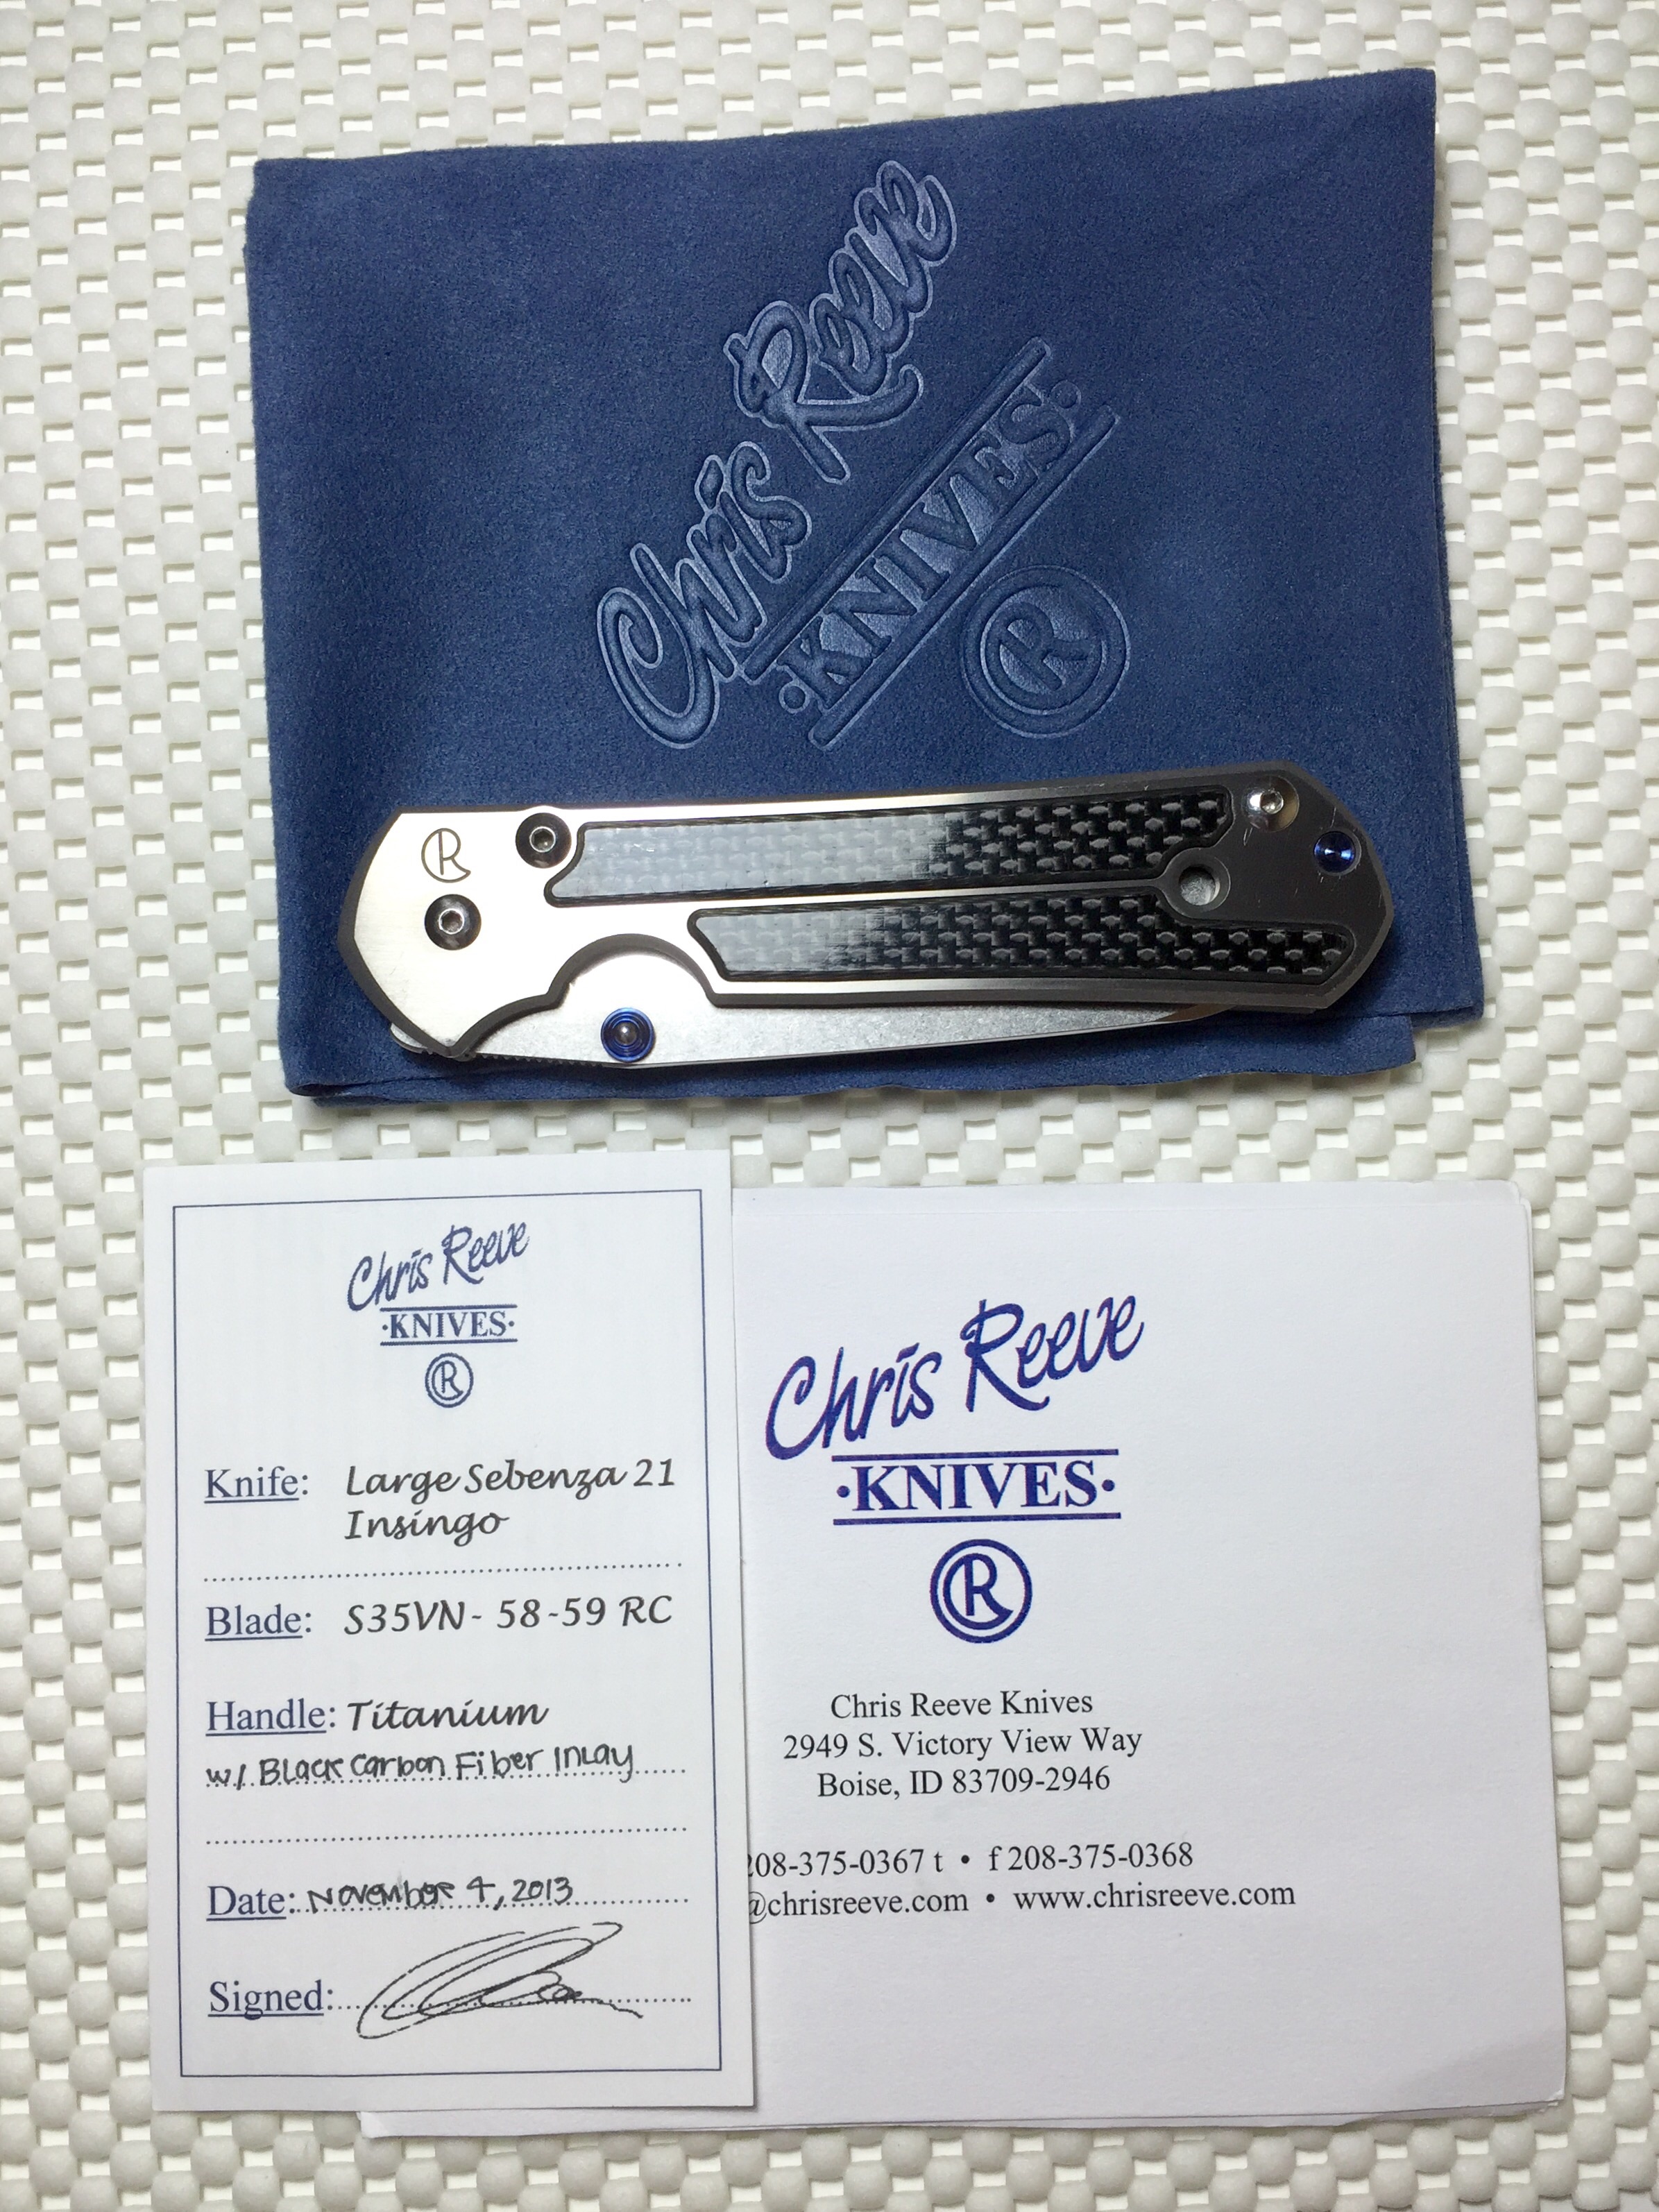 Chris Reeve
·KNIVES·
R
R
Chris Reeve
·KNIVES·
R
Knife: Large Sebenza 21
Insingo
Blade: S35VN - 58-59 RC
Handle: Titanium
w/ Black Carbon Fiber Inlay
Date: November 4, 2013
Signed:
Chris Reeve
·KNIVES·
R
Chris Reeve Knives
2949 S. Victory View Way
Boise, ID 83709-2946
208-375-0367 t • f 208-375-0368
@chrisreeve.com • www.chrisreeve.com